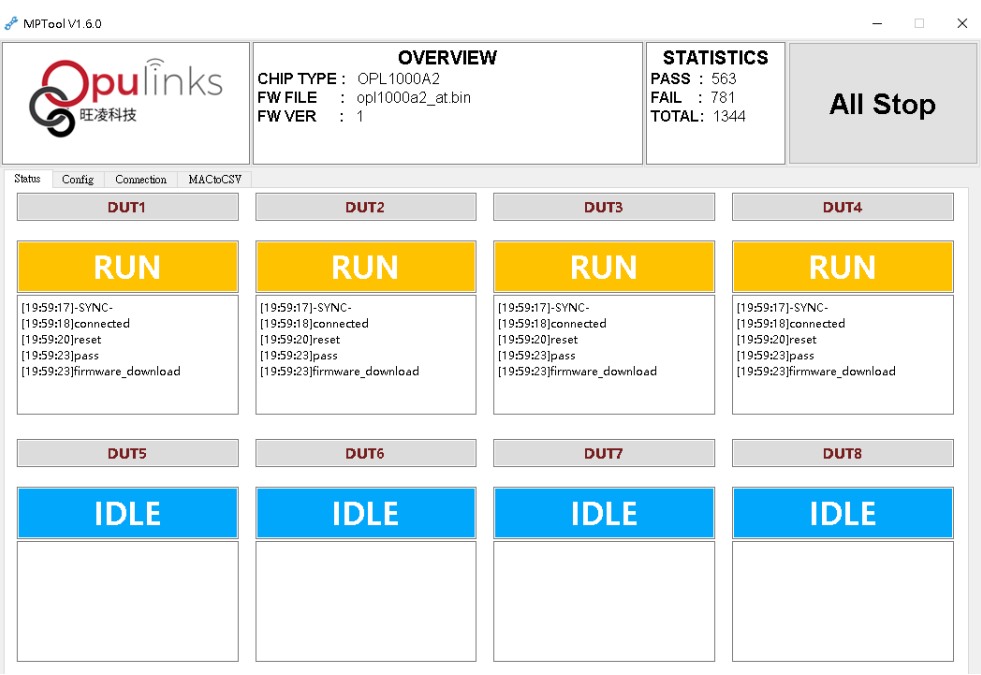 MPTool V1.6.0
Opulinks
旺凌科技
OVERVIEW
CHIP TYPE : OPL1000A2
FW FILE : opl1000a2_at.bin
FW VER : 1
STATISTICS
PASS : 563
FAIL : 781
TOTAL: 1344
All Stop
Status Config Connection MACtoCSV
DUT1 DUT2 DUT3 DUT4
RUN RUN RUN RUN
[19:59:17]-SYNC- [19:59:17]-SYNC- [19:59:17]-SYNC- [19:59:17]-SYNC-
[19:59:18]connected [19:59:18]connected [19:59:18]connected [19:59:18]connected
[19:59:20]reset [19:59:20]reset [19:59:20]reset [19:59:20]reset
[19:59:23]pass [19:59:23]pass [19:59:23]pass [19:59:23]pass
[19:59:23]firmware_download [19:59:23]firmware_download [19:59:23]firmware_download [19:59:23]firmware_download
DUT5 DUT6 DUT7 DUT8
IDLE IDLE IDLE IDLE